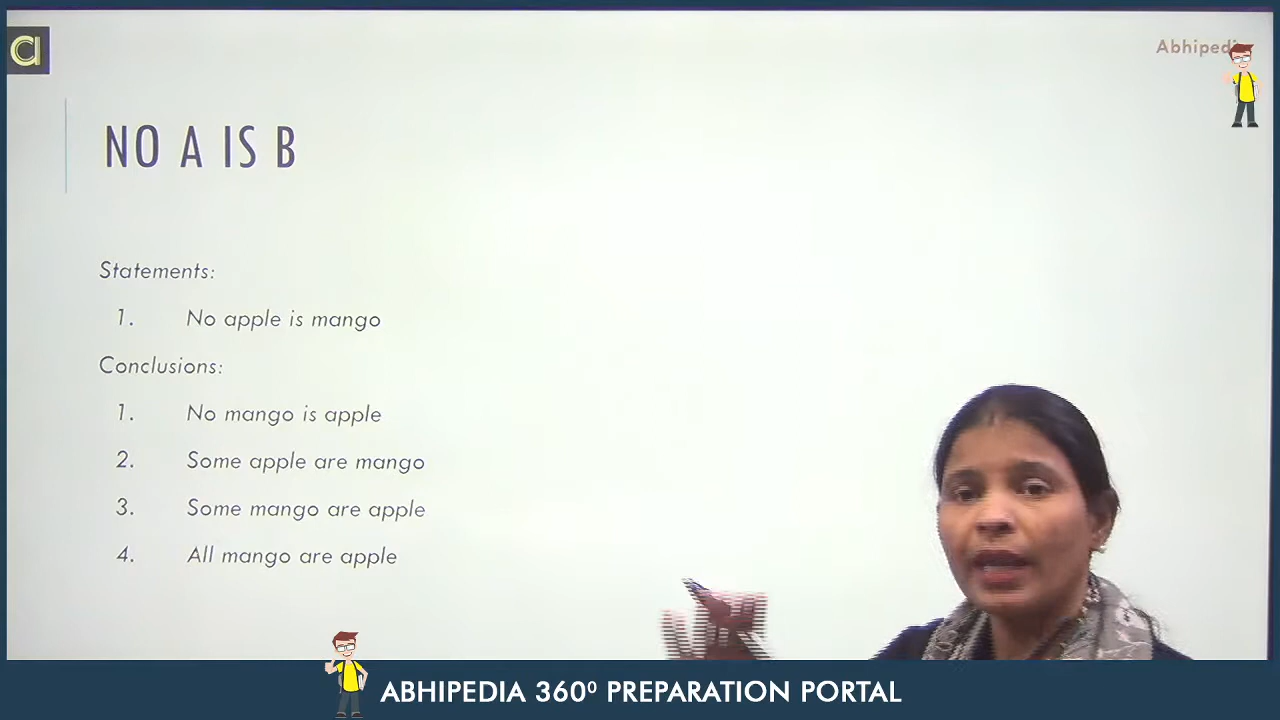 Abhipedi
NO A IS B
Statements:
1. No apple is mango
Conclusions:
1. No mango is apple
2. Some apple are mango
3. Some mango are apple
4. All mango are apple
ABHIPEDIA 360⁰ PREPARATION PORTAL